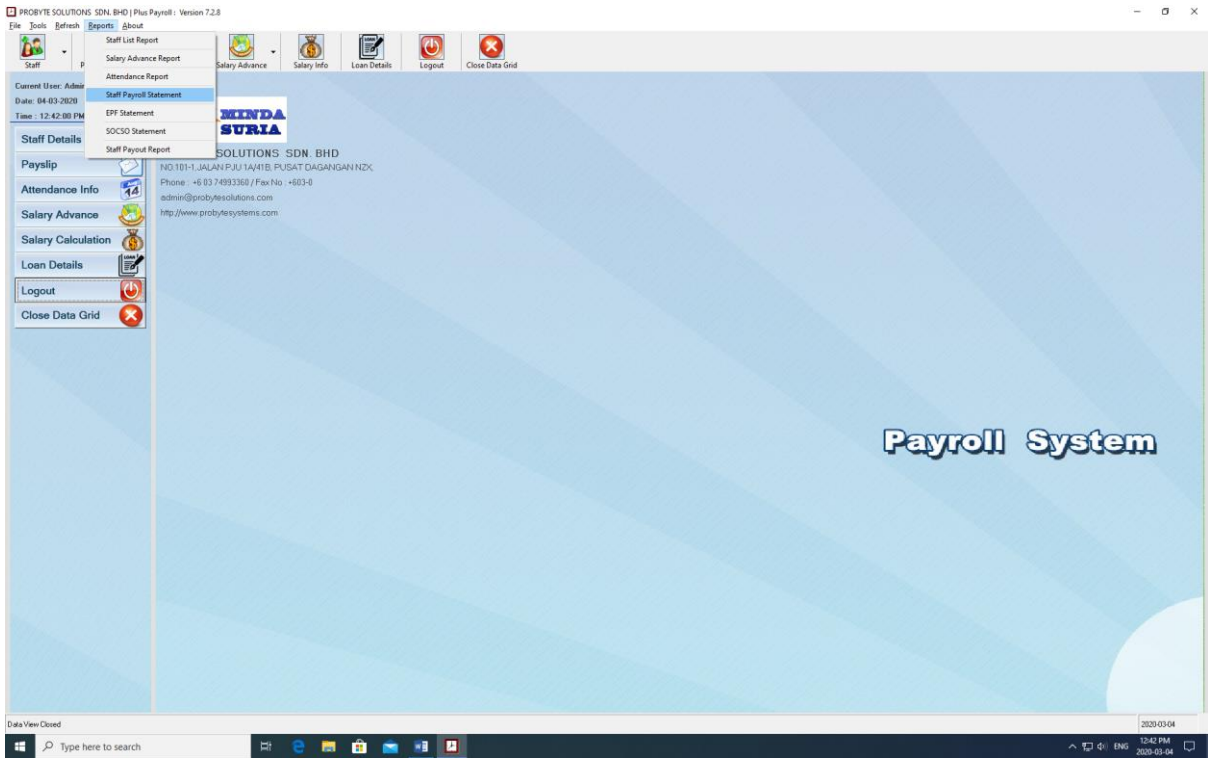 PROBYTE SOLUTIONS SDN. BHD | Plus Payroll : Version 7.2.8
File Tools Refresh Reports About
Staff
P
Salary Advance
Salary Info
Loan Details
Logout
Close Data Grid
Staff List Report
Salary Advance Report
Attendance Report
Staff Payroll Statement
EPF Statement
SOCSO Statement
Staff Payout Report
Current User: Admin
Date: 04-03-2020
Time : 12:42:00 PM
Staff Details
Payslip
Attendance Info
14
Salary Advance
Salary Calculation
Loan Details
LOAN
Logout
Close Data Grid
MINDA
SURIA
SOLUTIONS SDN. BHD
NO.101-1, JALAN PJU 1A/41B, PUSAT DAGANGAN NZX,
Phone : +6 03 74993360 / Fax No : +603-0
admin@probytesolutions.com
http://www.probytesystems.com
Payroll System
Data View Closed
2020-03-04
Type here to search
ENG
12:42 PM
2020-03-04